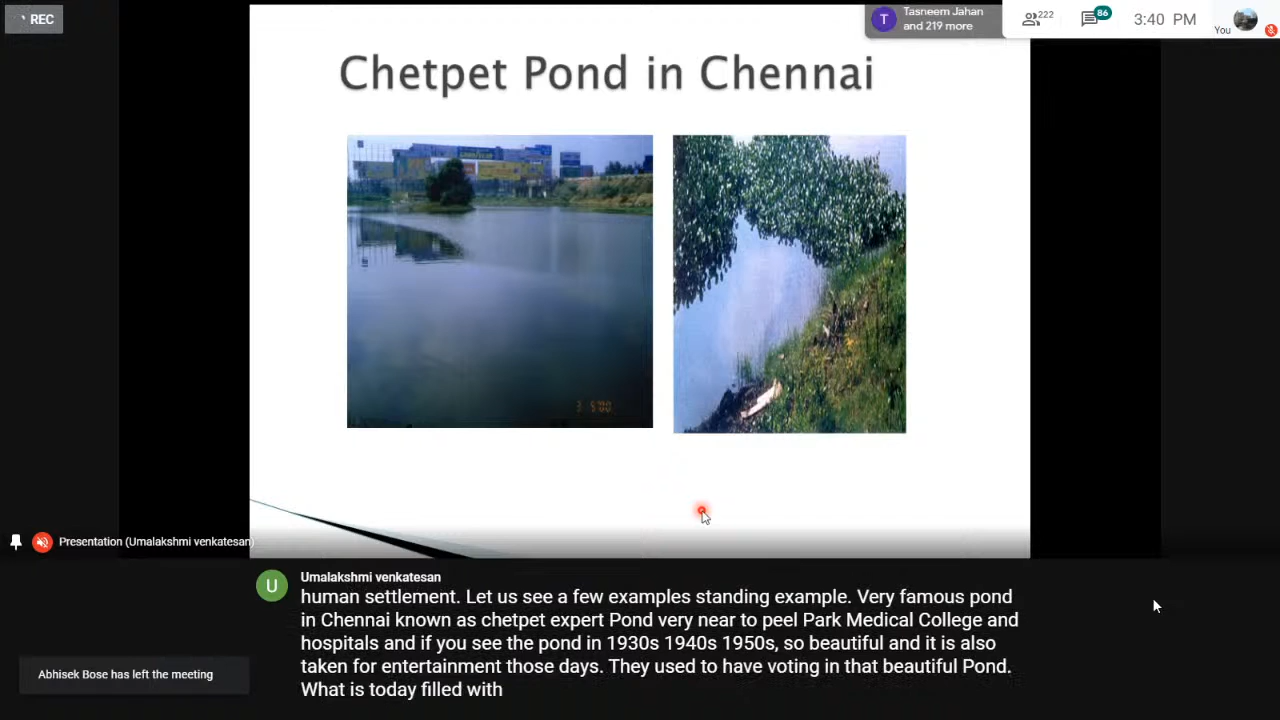 REC
Tasneem Jahan
and 219 more
222
86
3:40 PM
You
T
Chetpet Pond in Chennai
Presentation (Umalakshmi venkatesan)
U
Umalakshmi venkatesan
human settlement. Let us see a few examples standing example. Very famous pond
in Chennai known as chetpet expert Pond very near to peel Park Medical College and
hospitals and if you see the pond in 1930s 1940s 1950s, so beautiful and it is also
taken for entertainment those days. They used to have voting in that beautiful Pond.
What is today filled with
Abhisek Bose has left the meeting